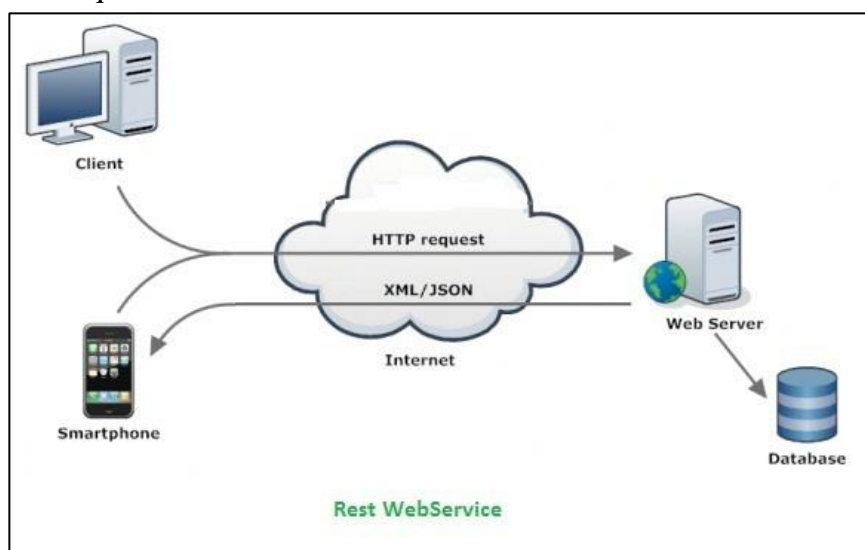 Client
HTTP request
XML/JSON
Web Server
Internet
Smartphone
Database
Rest WebService